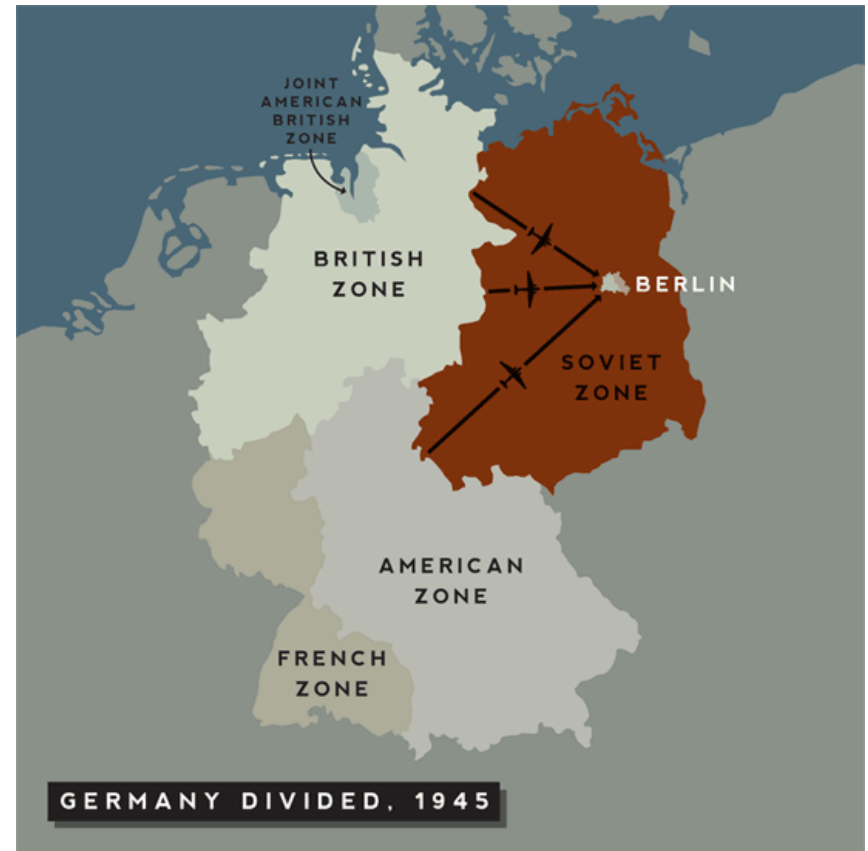 JOINT
AMERICAN
BRITISH
ZONE
BRITISH
ZONE
BERLIN
SOVIET
ZONE
AMERICAN
ZONE
FRENCH
ZONE
GERMANY DIVIDED, 1945